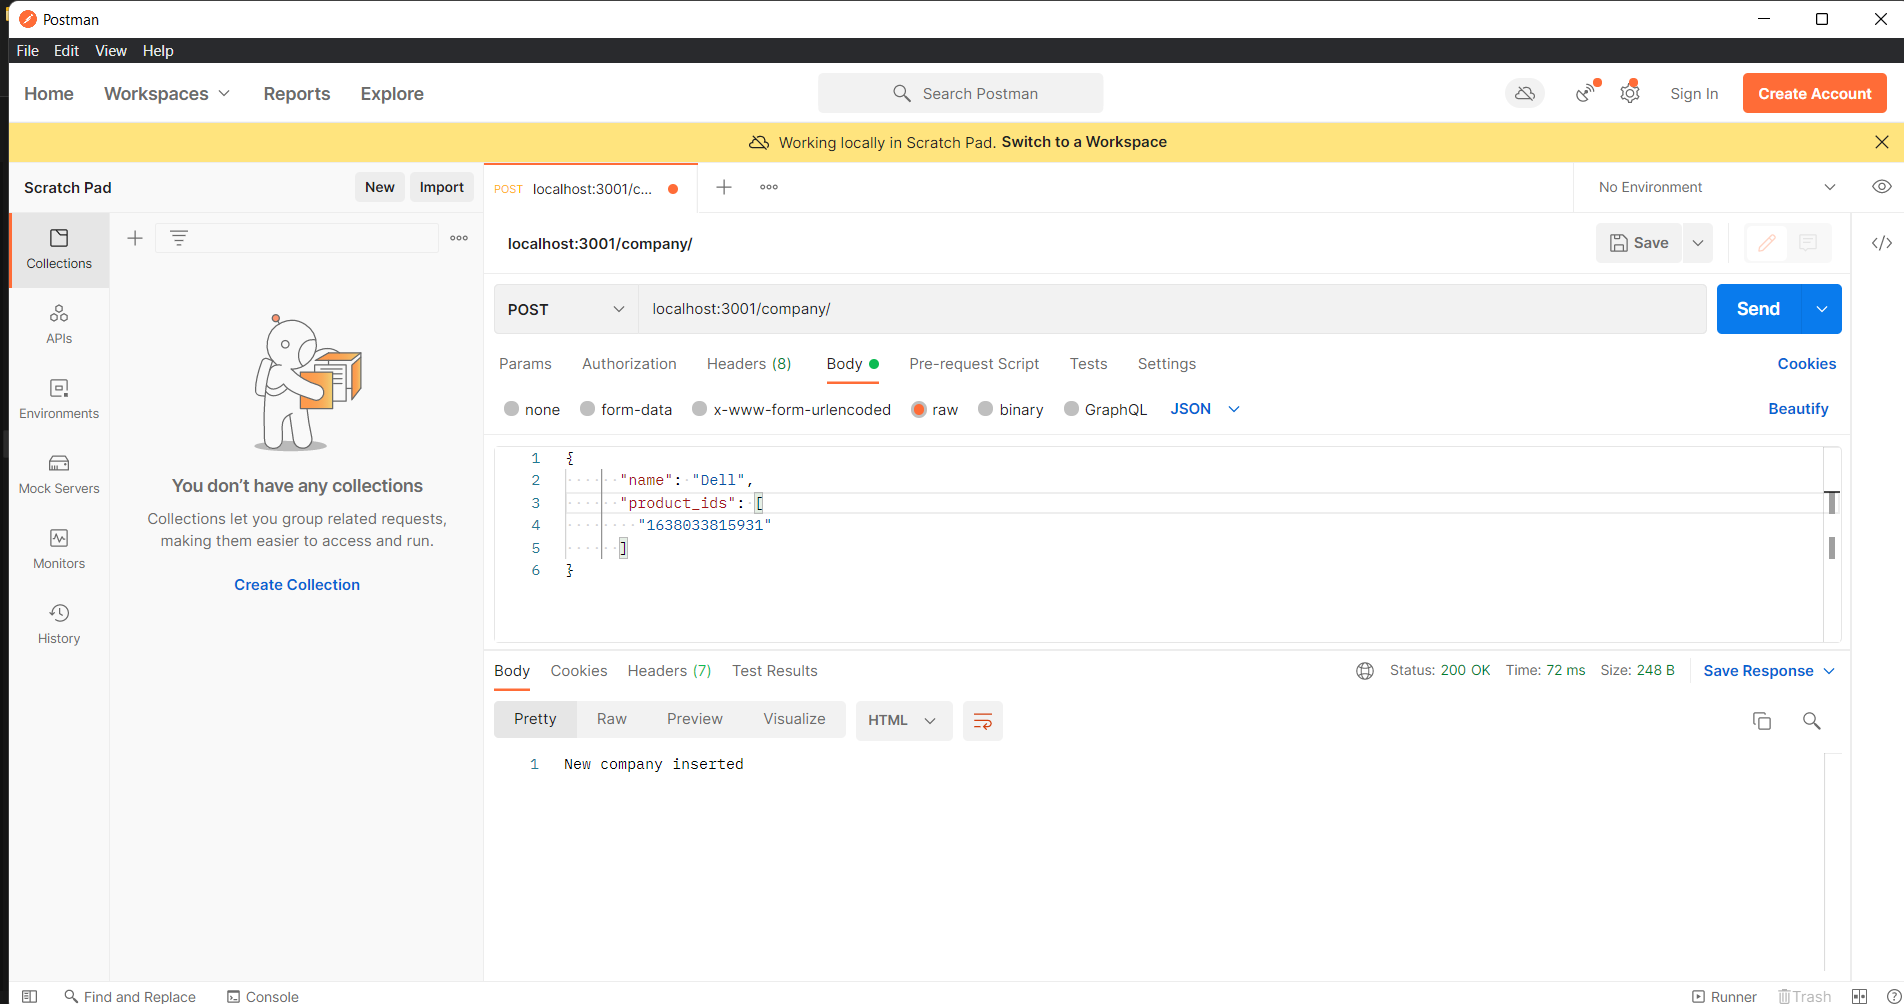 Postman
File Edit View Help
Home Workspaces Reports Explore
Search Postman
Sign In
Create Account
Working locally in Scratch Pad. Switch to a Workspace
Scratch Pad
New
Import
POST localhost:3001/c...
No Environment
localhost:3001/company/
Save
POST
localhost:3001/company/
Send
Params Authorization Headers (8) Body Pre-request Script Tests Settings
Cookies
none form-data x-www-form-urlencoded raw binary GraphQL JSON
Beautify
1 {
2 "name": "Dell",
3 "product_ids": [
4 "1638033815931"
5 ]
6 }
Collections
APIs
Environments
Mock Servers
Monitors
History
You don’t have any collections
Collections let you group related requests,
making them easier to access and run.
Create Collection
Body Cookies Headers (7) Test Results
Status: 200 OK Time: 72 ms Size: 248 B
Save Response
Pretty Raw Preview Visualize
HTML
1 New company inserted
Find and Replace
Console
Runner
Trash